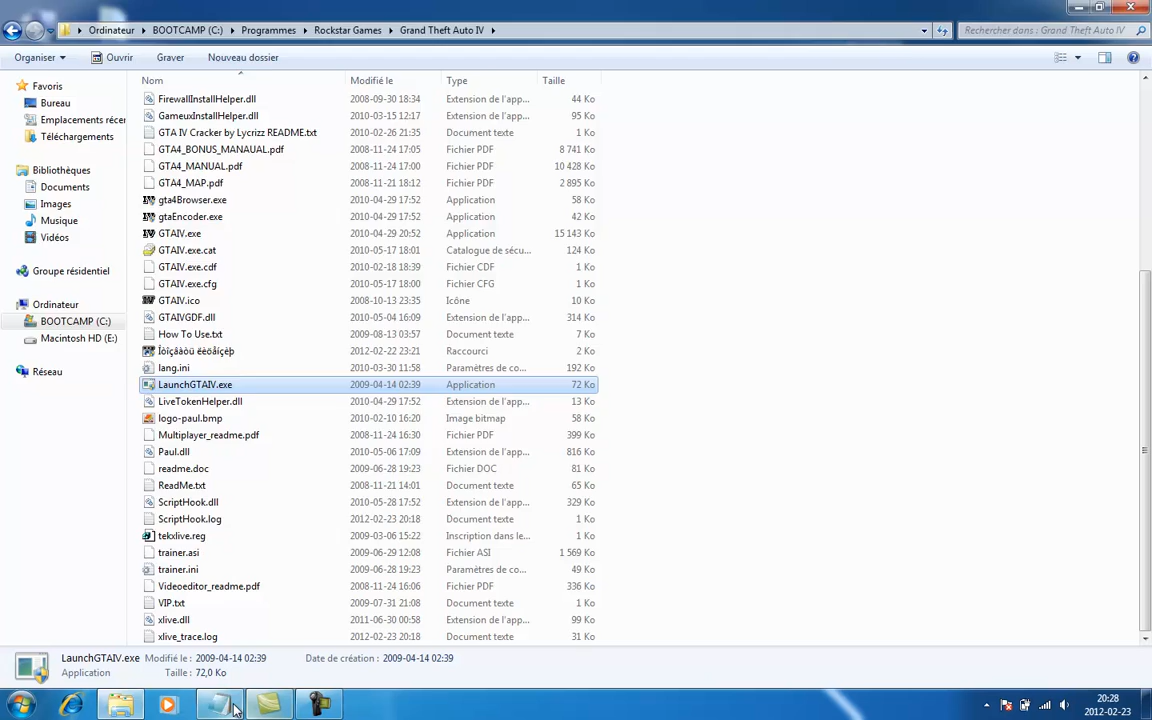 Ordinateur ▸ BOOTCAMP (C:) ▸ Programmes ▸ Rockstar Games ▸ Grand Theft Auto IV ▸
Rechercher dans : Grand Theft Auto IV
Organiser Ouvrir Graver Nouveau dossier
Nom Modifié le Type Taille
FirewallInstallHelper.dll 2008-09-30 18:34 Extension de l'app... 44 Ko
GameuxInstallHelper.dll 2010-03-15 12:17 Extension de l'app... 95 Ko
GTA IV Cracker by Lycrizz README.txt 2010-02-26 21:35 Document texte 1 Ko
GTA4_BONUS_MANAUAL.pdf 2008-11-24 17:05 Fichier PDF 8 741 Ko
GTA4_MANUAL.pdf 2008-11-24 17:00 Fichier PDF 10 428 Ko
GTA4_MAP.pdf 2008-11-21 18:12 Fichier PDF 2 895 Ko
gta4Browser.exe 2010-04-29 17:52 Application 58 Ko
gtaEncoder.exe 2010-04-29 17:52 Application 42 Ko
GTAIV.exe 2010-04-29 20:52 Application 15 143 Ko
GTAIV.exe.cat 2010-05-17 18:01 Catalogue de sécu... 124 Ko
GTAIV.exe.cdf 2010-02-18 18:39 Fichier CDF 1 Ko
GTAIV.exe.cfg 2010-05-17 18:00 Fichier CFG 1 Ko
GTAIV.ico 2008-10-13 23:35 Icône 10 Ko
GTAIVGDF.dll 2010-05-04 16:09 Extension de l'app... 314 Ko
How To Use.txt 2009-08-13 03:57 Document texte 7 Ko
2012-02-22 23:21 Raccourci 2 Ko
lang.ini 2010-03-30 11:58 Paramètres de co... 192 Ko
LaunchGTAIV.exe 2009-04-14 02:39 Application 72 Ko
LiveTokenHelper.dll 2010-04-29 17:52 Extension de l'app... 13 Ko
logo-paul.bmp 2010-02-10 16:20 Image bitmap 58 Ko
Multiplayer_readme.pdf 2008-11-24 16:30 Fichier PDF 399 Ko
Paul.dll 2010-05-06 17:09 Extension de l'app... 816 Ko
readme.doc 2009-06-28 19:23 Fichier DOC 81 Ko
ReadMe.txt 2008-11-21 14:01 Document texte 65 Ko
ScriptHook.dll 2010-05-28 17:52 Extension de l'app... 329 Ko
ScriptHook.log 2012-02-23 20:18 Document texte 1 Ko
tekxlive.reg 2009-03-06 15:22 Inscription dans le... 1 Ko
trainer.asi 2009-06-29 12:08 Fichier ASI 1 569 Ko
trainer.ini 2009-06-28 19:23 Paramètres de co... 49 Ko
Videoeditor_readme.pdf 2008-11-24 16:06 Fichier PDF 336 Ko
VIP.txt 2009-07-31 21:08 Document texte 1 Ko
xlive.dll 2011-06-30 00:58 Extension de l'app... 99 Ko
xlive_trace.log 2012-02-23 20:18 Document texte 31 Ko
Favoris
Bureau
Emplacements récen
Téléchargements
Bibliothèques
Documents
Images
Musique
Vidéos
Groupe résidentiel
Ordinateur
BOOTCAMP (C:)
Macintosh HD (E:)
Réseau
LaunchGTAIV.exe Modifié le : 2009-04-14 02:39 Date de création : 2009-04-14 02:39
Application Taille : 72,0 Ko
20:28
2012-02-23